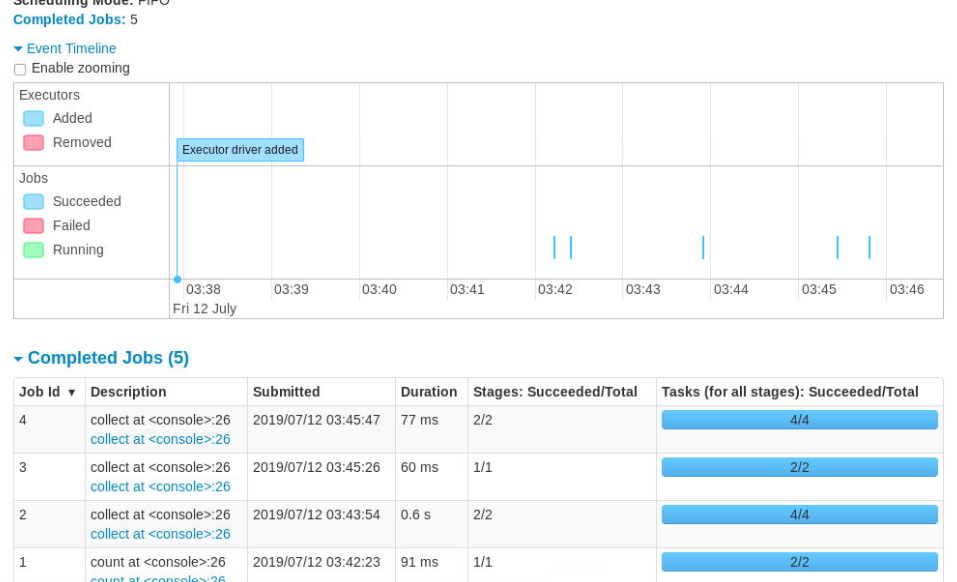 Scheduling Mode: FIFO
Completed Jobs: 5
Event Timeline
Enable zooming
Executors
Added
Removed
Executor driver added
Jobs
Succeeded
Failed
Running
03:38 03:39 03:40 03:41 03:42 03:43 03:44 03:45 03:46
Fri 12 July
Completed Jobs (5)
Job Id ▼ Description Submitted Duration Stages: Succeeded/Total Tasks (for all stages): Succeeded/Total
4 collect at <console>:26 2019/07/12 03:45:47 77 ms 2/2 4/4
collect at <console>:26
3 collect at <console>:26 2019/07/12 03:45:26 60 ms 1/1 2/2
collect at <console>:26
2 collect at <console>:26 2019/07/12 03:43:54 0.6 s 2/2 4/4
collect at <console>:26
1 count at <console>:26 2019/07/12 03:42:23 91 ms 1/1 2/2
count at <console>:26